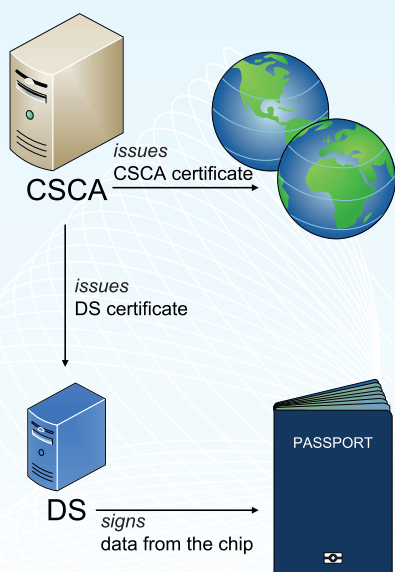 issues
CSCA certificate
CSCA
issues
DS certificate
PASSPORT
DS
signs
data from the chip